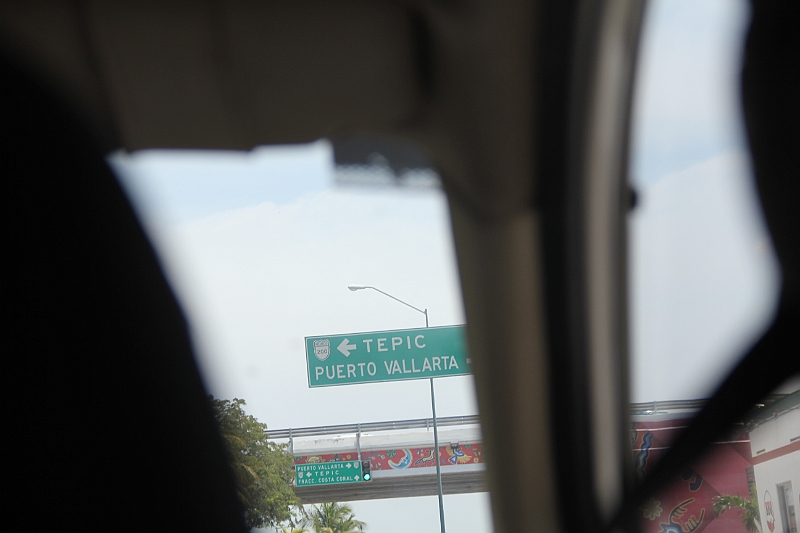 200
← TEPIC
PUERTO VALLARTA
PUERTO VALLARTA
TEPIC
FRACC. COSTA CORAL